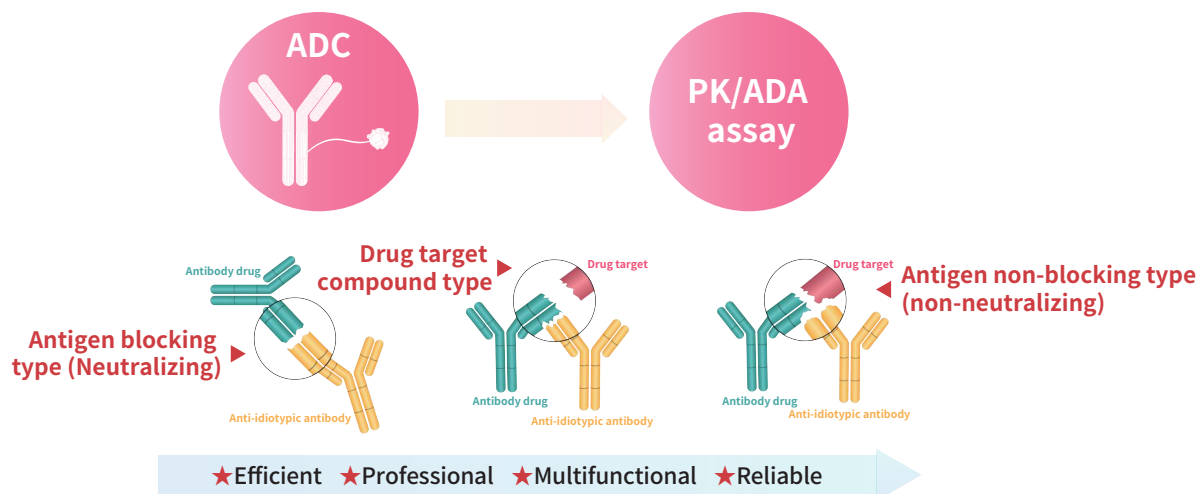 ADC
PK/ADA
assay
Antibody drug
Antigen blocking
type (Neutralizing)
Anti-idiotypic antibody
Drug target
compound type
Drug target
Antibody drug
Anti-idiotypic antibody
Drug target
Antigen non-blocking type
(non-neutralizing)
Antibody drug
Anti-idiotypic antibody
★Efficient ★Professional ★Multifunctional ★Reliable